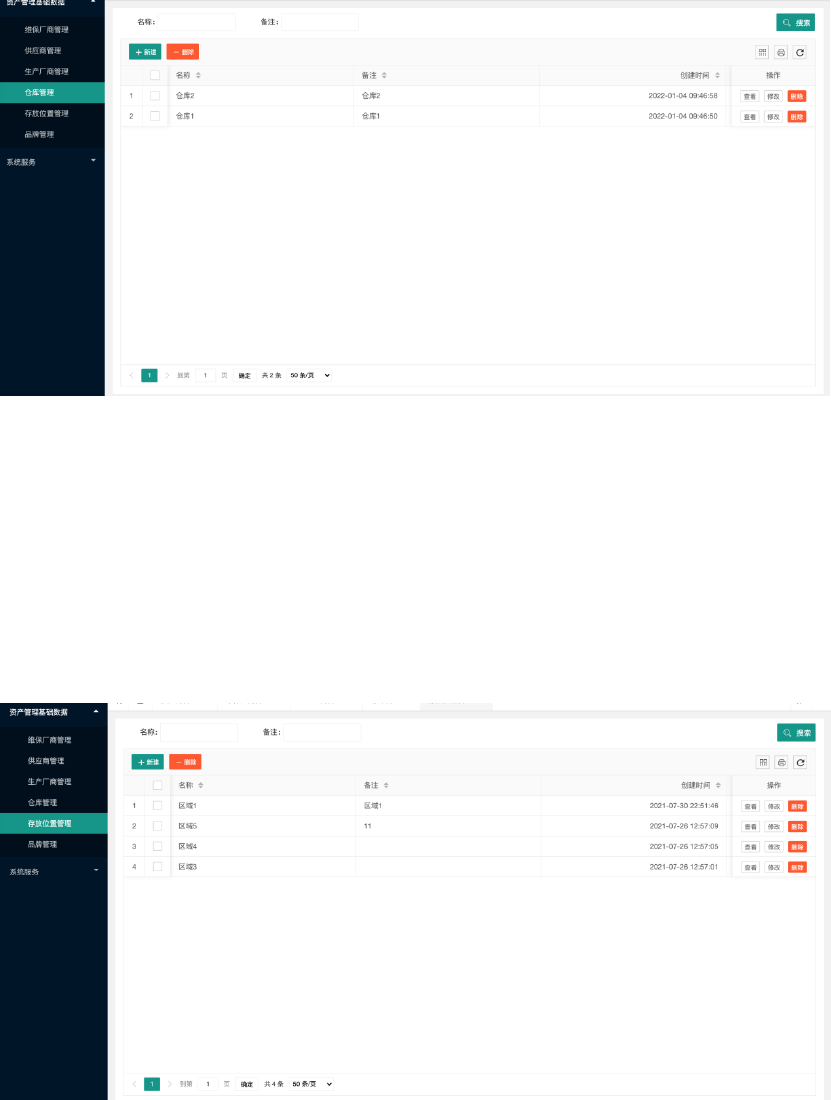 资产管理基础数据
维保厂商管理
供应商管理
生产厂商管理
仓库管理
存放位置管理
品牌管理
系统服务
名称: 备注: 搜索
+ 新建 − 删除
名称 备注 创建时间 操作
1 仓库2 仓库2 2022-01-04 09:46:58 查看 修改 删除
2 仓库1 仓库1 2022-01-04 09:46:50 查看 修改 删除
1 到第 1 页 确定 共 2 条 50 条/页
资产管理基础数据
维保厂商管理
供应商管理
生产厂商管理
仓库管理
存放位置管理
品牌管理
系统服务
名称: 备注: 搜索
+ 新建 − 删除
名称 备注 创建时间 操作
1 区域1 区域1 2021-07-30 22:51:46 查看 修改 删除
2 区域5 11 2021-07-26 12:57:09 查看 修改 删除
3 区域4 2021-07-26 12:57:05 查看 修改 删除
4 区域3 2021-07-26 12:57:01 查看 修改 删除
1 到第 1 页 确定 共 4 条 50 条/页